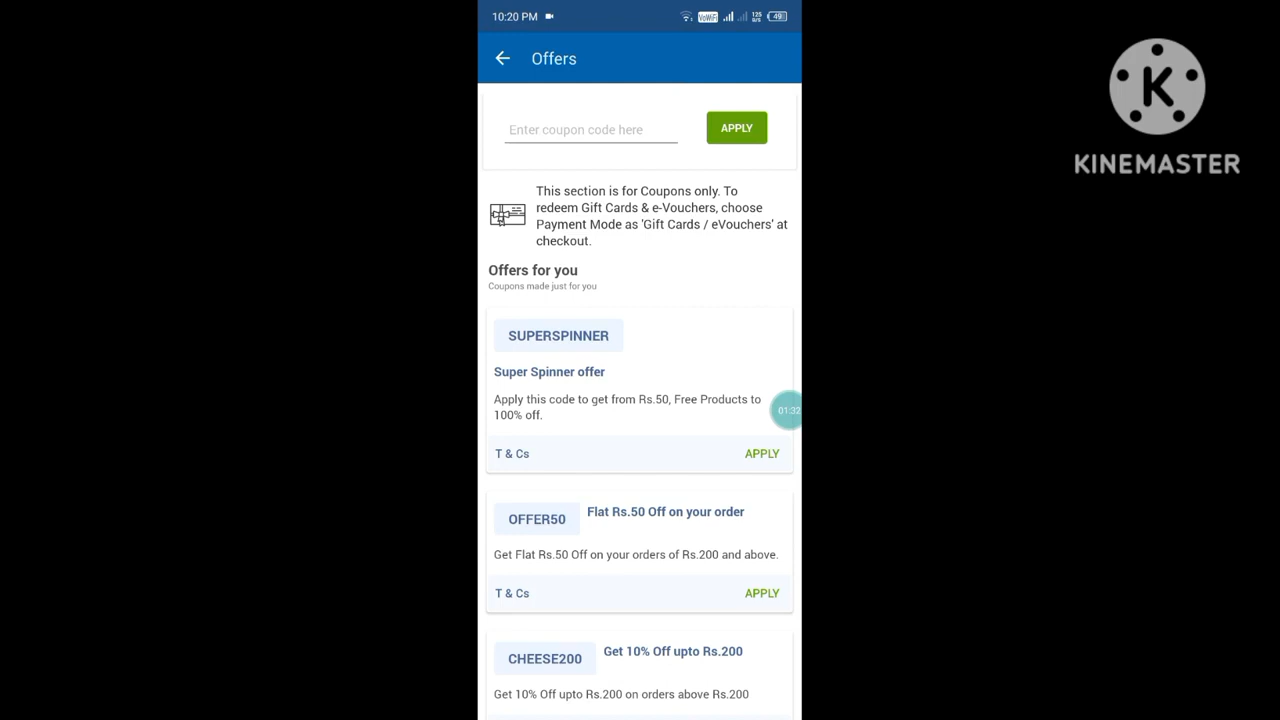 10:20 PM
VoWiFi
125
B/s
49
Offers
Enter coupon code here
APPLY
This section is for Coupons only. To
redeem Gift Cards & e-Vouchers, choose
Payment Mode as 'Gift Cards / eVouchers' at
checkout.
Offers for you
Coupons made just for you
SUPERSPINNER
Super Spinner offer
Apply this code to get from Rs.50, Free Products to
100% off.
01:32
T & Cs
APPLY
OFFER50
Flat Rs.50 Off on your order
Get Flat Rs.50 Off on your orders of Rs.200 and above.
T & Cs
APPLY
CHEESE200
Get 10% Off upto Rs.200
Get 10% Off upto Rs.200 on orders above Rs.200
K
KINEMASTER